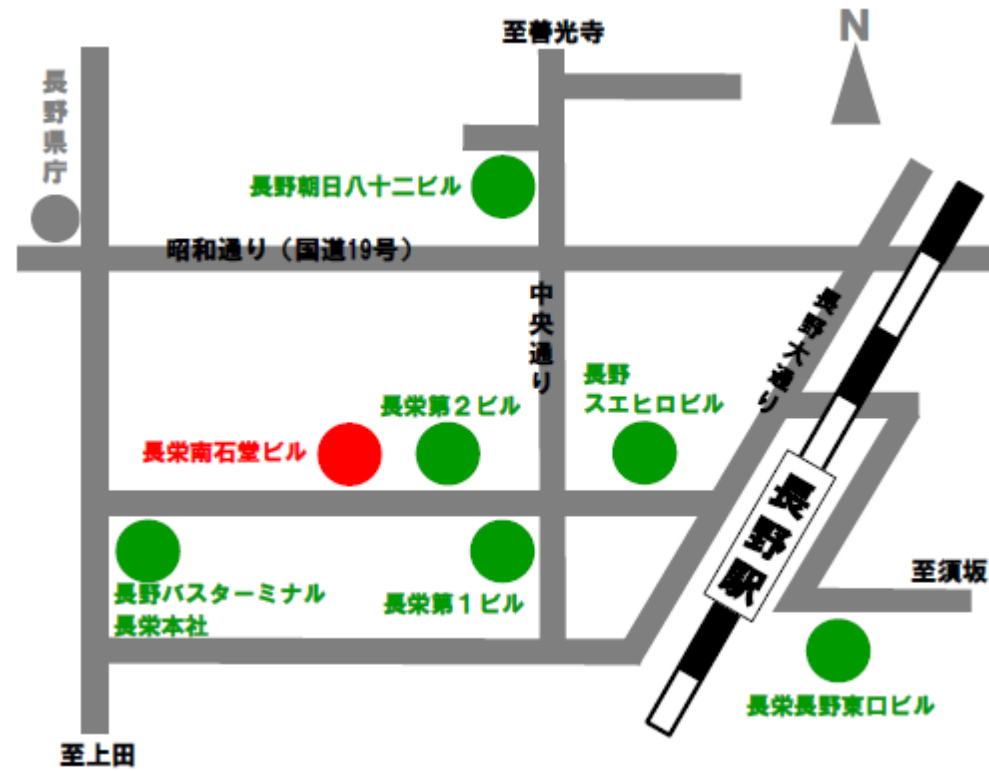 至善光寺
N
長野県庁
長野朝日八十二ビル
昭和通り(国道19号)
中央通り
長野大通り
長野
スエヒロビル
長栄第2ビル
長栄南石堂ビル
長野駅
長野バスターミナル
長栄本社
長栄第1ビル
至須坂
長栄長野東口ビル
至上田